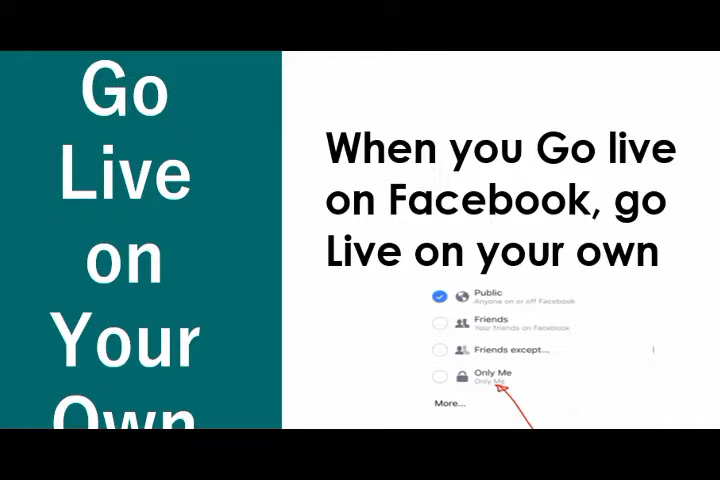 Go
Live
on
Your
Own
When you Go live
on Facebook, go
Live on your own
Public
Anyone on or off Facebook
Friends
Your friends on Facebook
Friends except...
Only Me
Only Me
More...